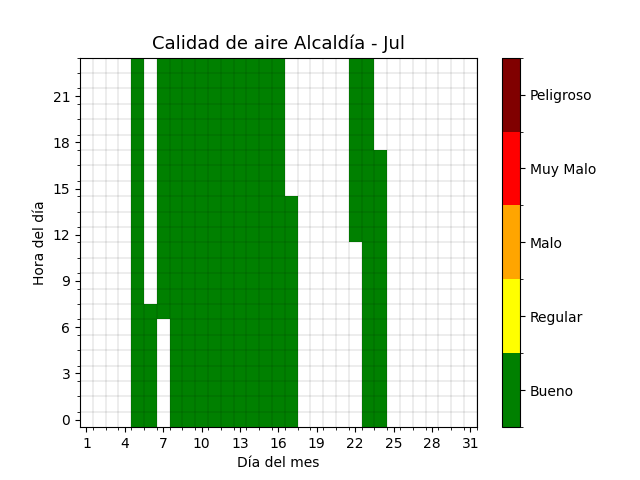 Calidad de aire Alcaldía - Jul
Hora del día
21
18
15
12
9
6
3
0
1 4 7 10 13 16 19 22 25 28 31
Día del mes
Peligroso
Muy Malo
Malo
Regular
Bueno